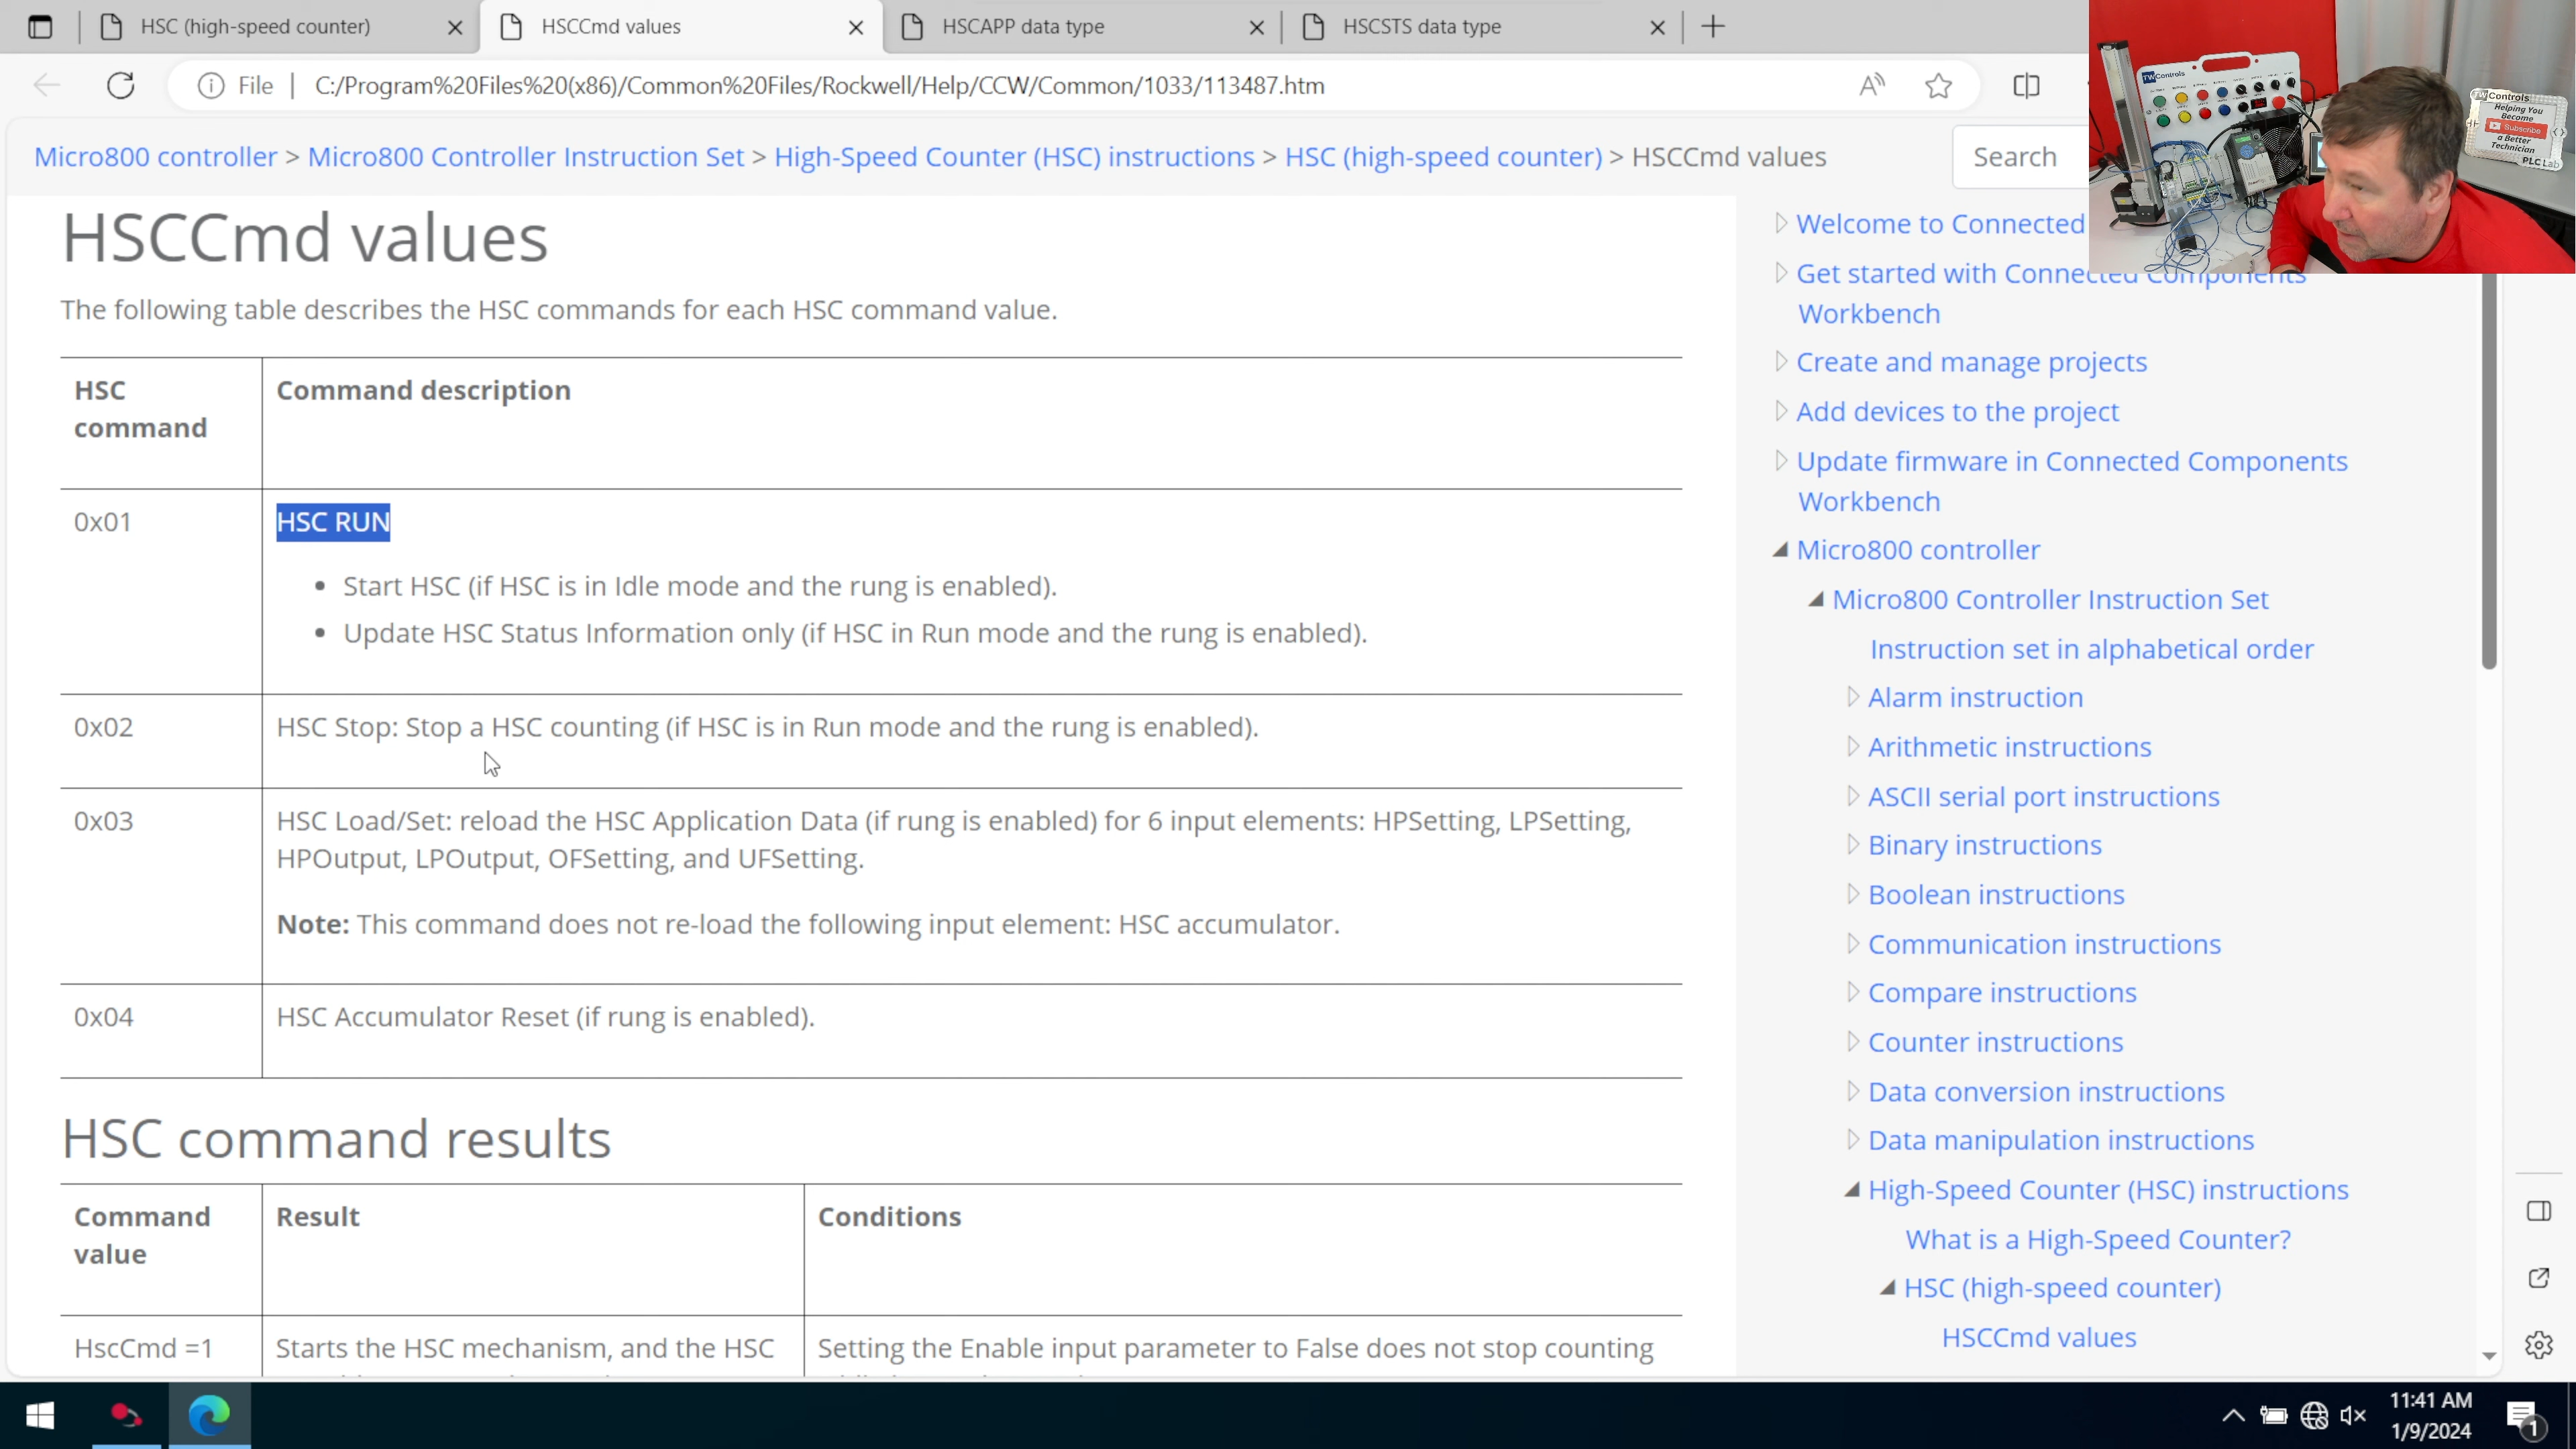 HSC (high-speed counter)
HSCCmd values
HSCAPP data type
HSCSTS data type
File
C:/Program%20Files%20(x86)/Common%20Files/Rockwell/Help/CCW/Common/1033/113487.htm
Micro800 controller > Micro800 Controller Instruction Set > High-Speed Counter (HSC) instructions > HSC (high-speed counter) > HSCCmd values
Search
HSCCmd values
The following table describes the HSC commands for each HSC command value.
HSC
command
Command description
0x01
HSC RUN
• Start HSC (if HSC is in Idle mode and the rung is enabled).
• Update HSC Status Information only (if HSC in Run mode and the rung is enabled).
0x02
HSC Stop: Stop a HSC counting (if HSC is in Run mode and the rung is enabled).
0x03
HSC Load/Set: reload the HSC Application Data (if rung is enabled) for 6 input elements: HPSetting, LPSetting,
HPOutput, LPOutput, OFSetting, and UFSetting.
Note: This command does not re-load the following input element: HSC accumulator.
0x04
HSC Accumulator Reset (if rung is enabled).
HSC command results
Command
value
Result
Conditions
HscCmd =1
Starts the HSC mechanism, and the HSC
Setting the Enable input parameter to False does not stop counting
Welcome to Connected
Get started with Connected Components
Workbench
Create and manage projects
Add devices to the project
Update firmware in Connected Components
Workbench
Micro800 controller
Micro800 Controller Instruction Set
Instruction set in alphabetical order
Alarm instruction
Arithmetic instructions
ASCII serial port instructions
Binary instructions
Boolean instructions
Communication instructions
Compare instructions
Counter instructions
Data conversion instructions
Data manipulation instructions
High-Speed Counter (HSC) instructions
What is a High-Speed Counter?
HSC (high-speed counter)
HSCCmd values
TWControls
TWControls
Helping You
Become
Subscribe
a Better
Technician
PLC Lab
11:41 AM
1/9/2024
1